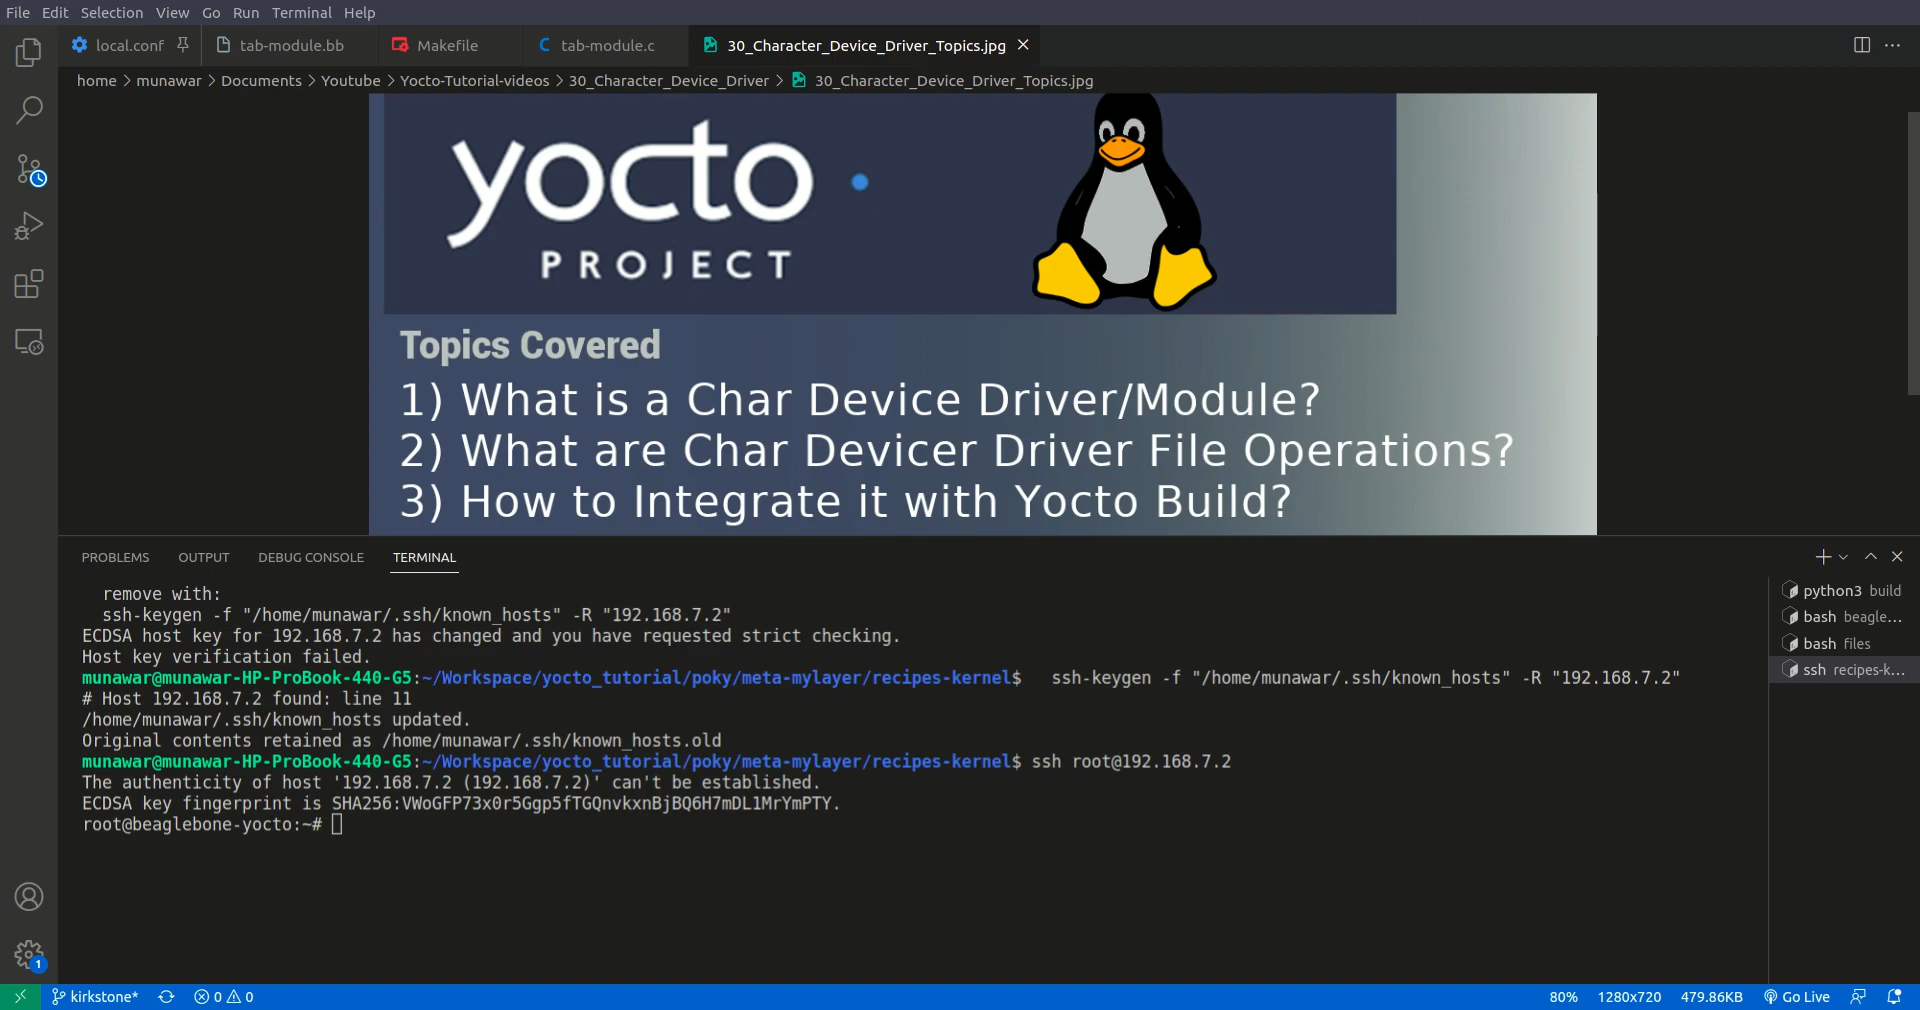 File Edit Selection View Go Run Terminal Help
local.conf tab-module.bb Makefile C tab-module.c 30_Character_Device_Driver_Topics.jpg
home > munawar > Documents > Youtube > Yocto-Tutorial-videos > 30_Character_Device_Driver > 30_Character_Device_Driver_Topics.jpg
yocto
PROJECT
Topics Covered
1) What is a Char Device Driver/Module?
2) What are Char Devicer Driver File Operations?
3) How to Integrate it with Yocto Build?
PROBLEMS OUTPUT DEBUG CONSOLE TERMINAL
remove with:
ssh-keygen -f "/home/munawar/.ssh/known_hosts" -R "192.168.7.2"
ECDSA host key for 192.168.7.2 has changed and you have requested strict checking.
Host key verification failed.
munawar@munawar-HP-ProBook-440-G5:~/Workspace/yocto_tutorial/poky/meta-mylayer/recipes-kernel$   ssh-keygen -f "/home/munawar/.ssh/known_hosts" -R "192.168.7.2"
# Host 192.168.7.2 found: line 11
/home/munawar/.ssh/known_hosts updated.
Original contents retained as /home/munawar/.ssh/known_hosts.old
munawar@munawar-HP-ProBook-440-G5:~/Workspace/yocto_tutorial/poky/meta-mylayer/recipes-kernel$ ssh root@192.168.7.2
The authenticity of host '192.168.7.2 (192.168.7.2)' can't be established.
ECDSA key fingerprint is SHA256:VWoGFP73x0r5Ggp5fTGQnvkxnBjBQ6H7mDL1MrYmPTY.
root@beaglebone-yocto:~#
python3 build
bash beagle...
bash files
ssh recipes-k...
1
kirkstone* 0 0 80% 1280x720 479.86KB Go Live